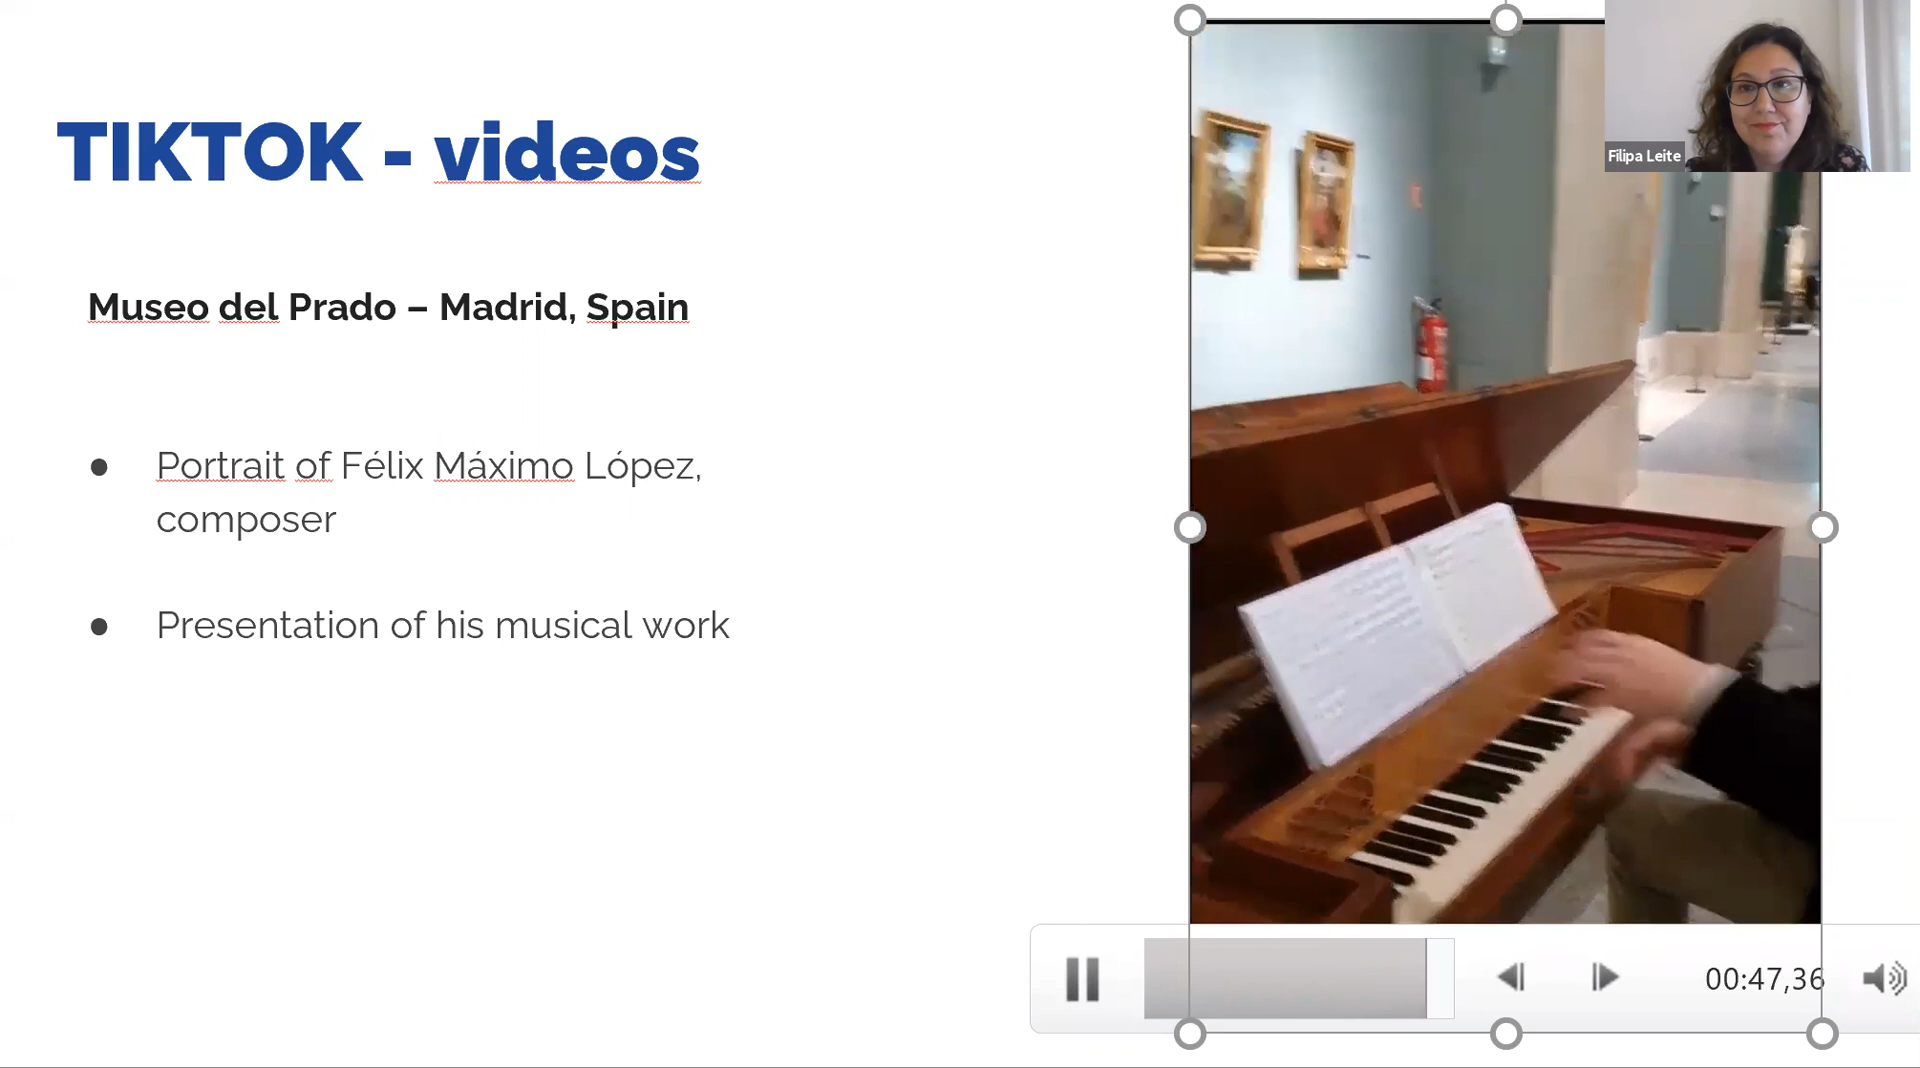 TIKTOK - videos
Filipa Leite
Museo del Prado – Madrid, Spain
● Portrait of Félix Máximo López,
composer
● Presentation of his musical work
00:47,36